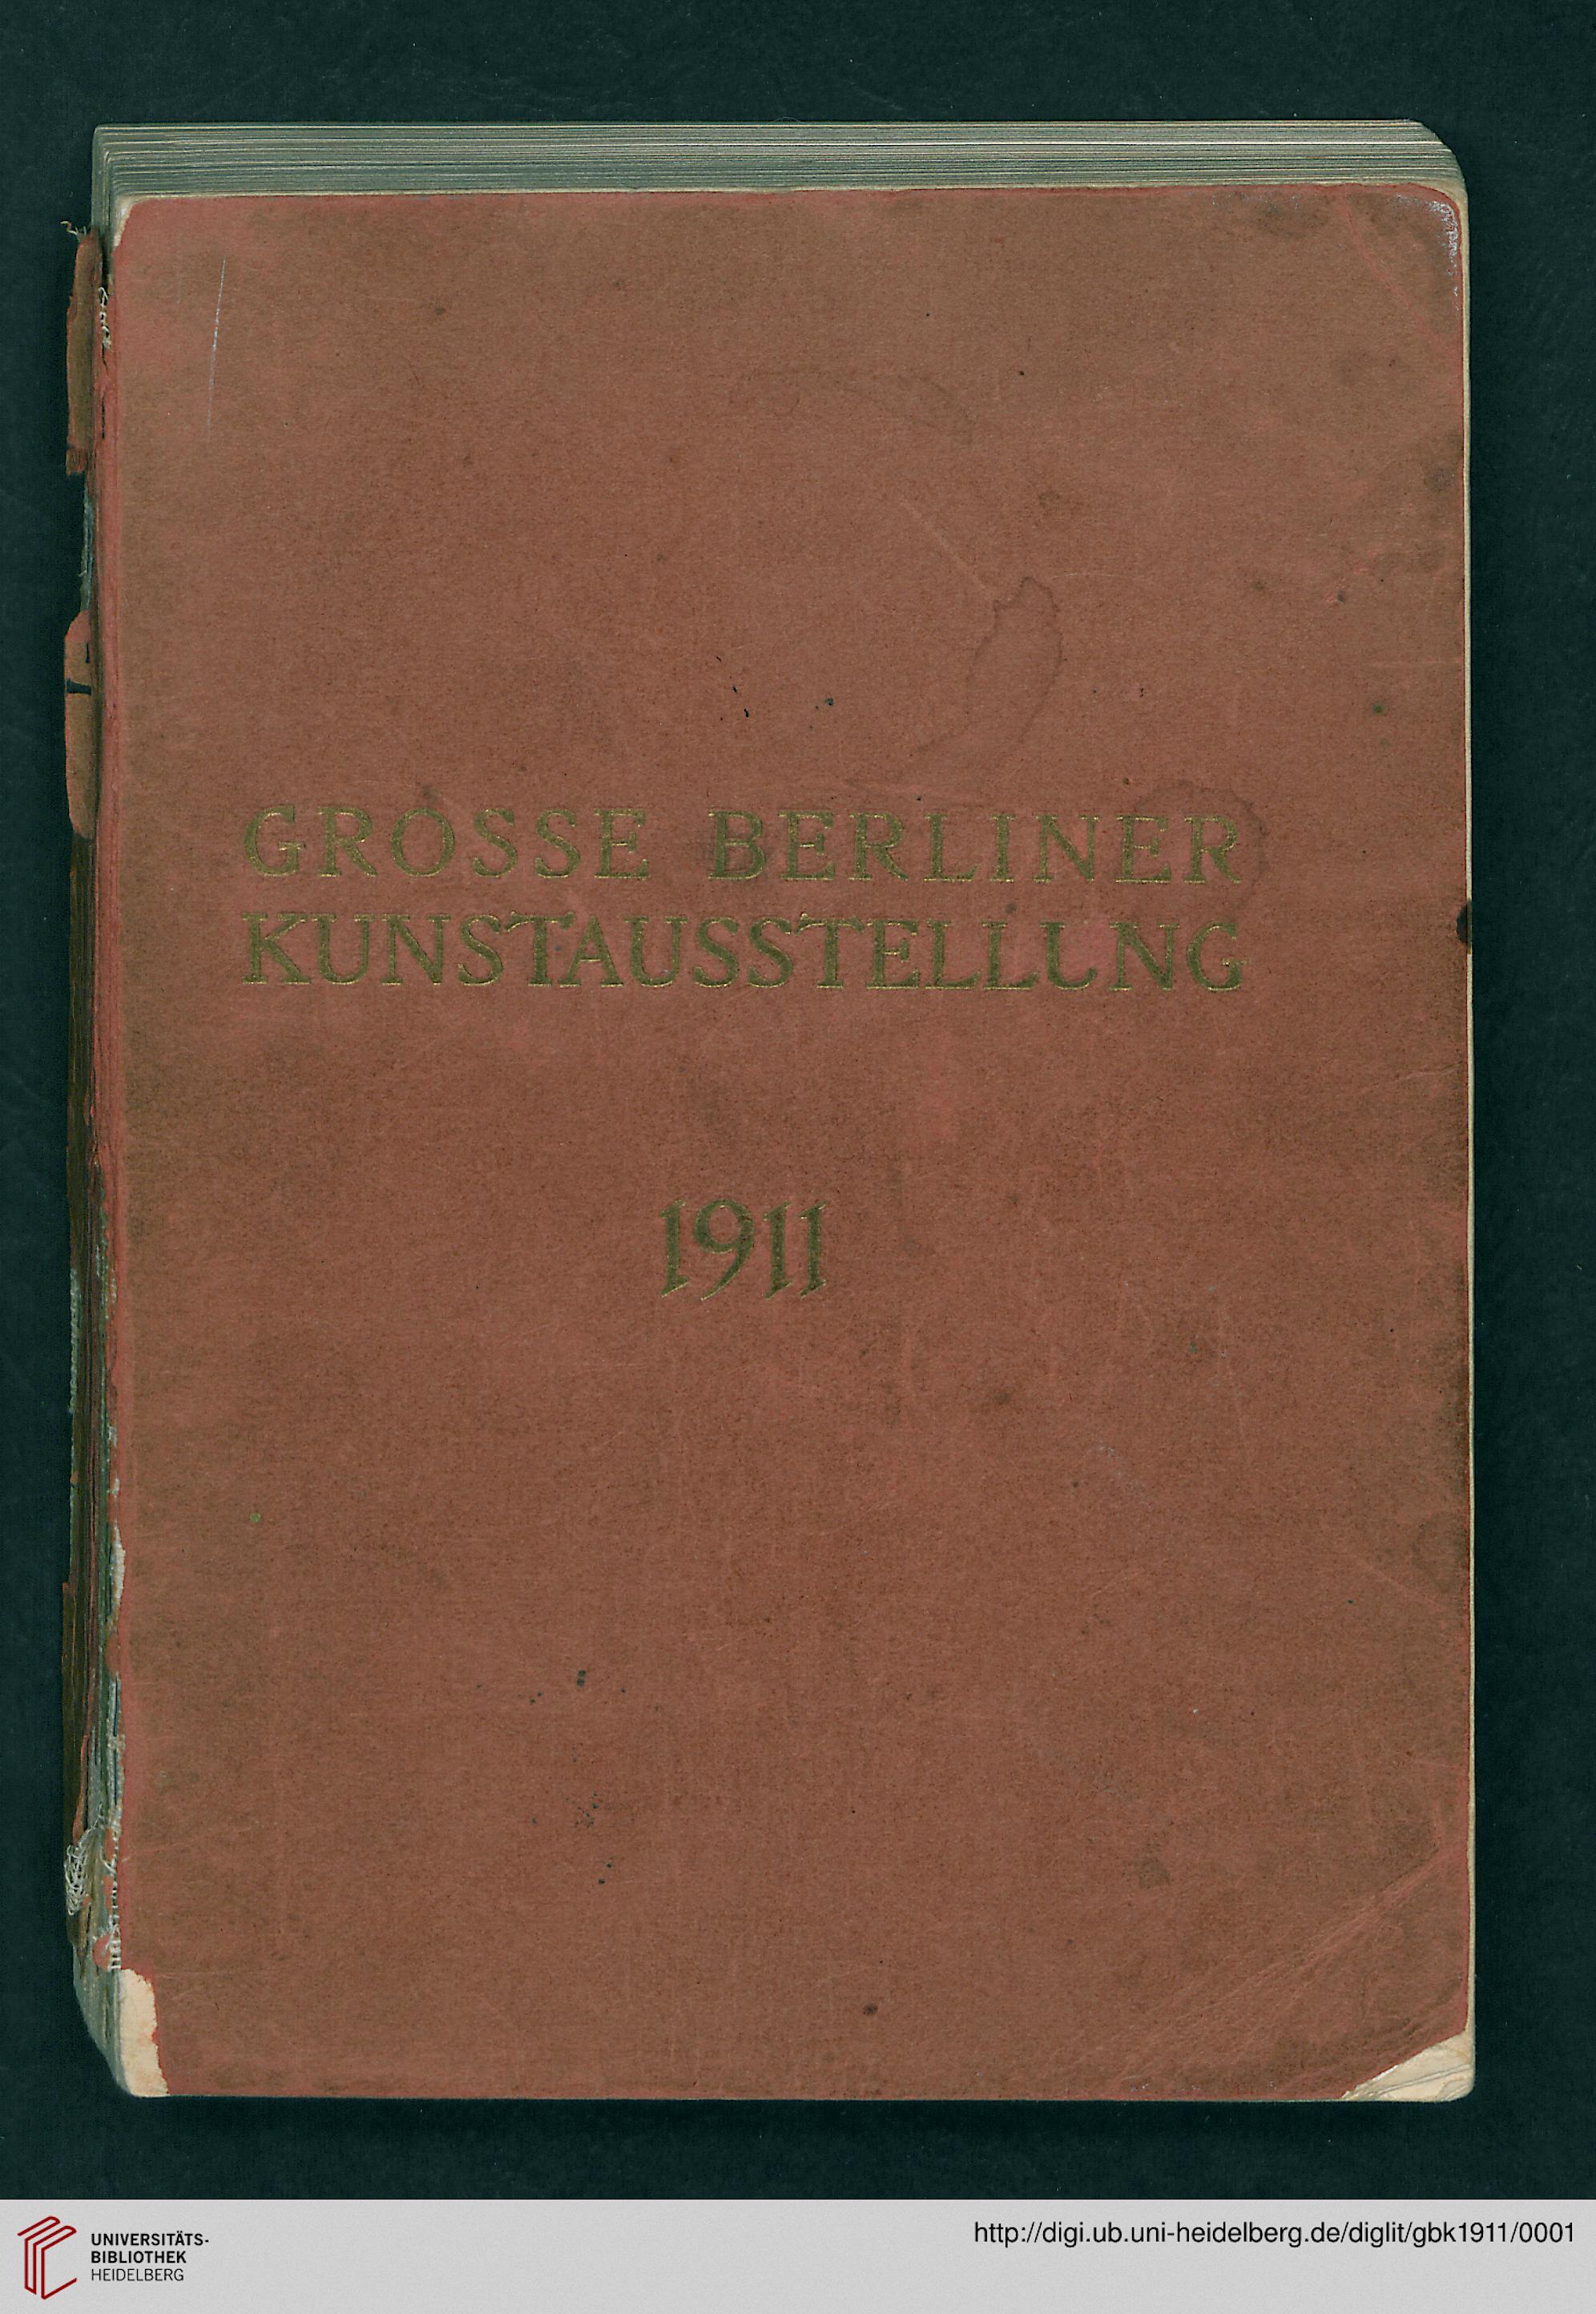 GROSSE BERLINER
KUNSTAUSSTELLUNG
1911
UNIVERSITÄTS-
BIBLIOTHEK
HEIDELBERG
http://digi.ub.uni-heidelberg.de/diglit/gbk1911/0001